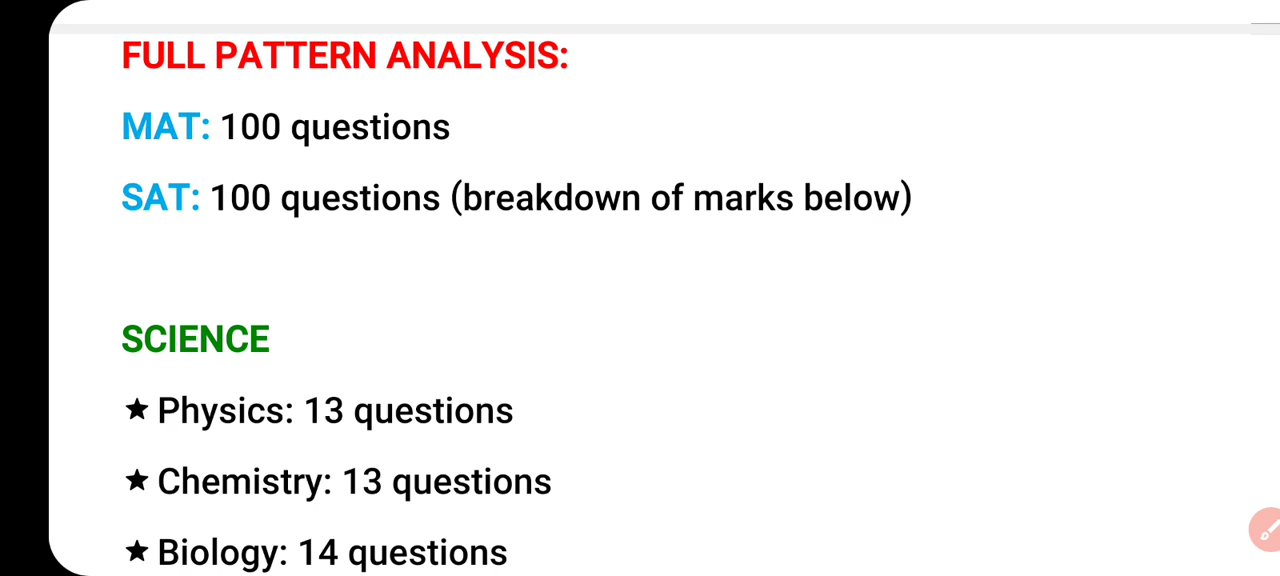 FULL PATTERN ANALYSIS:
MAT: 100 questions
SAT: 100 questions (breakdown of marks below)
SCIENCE
★ Physics: 13 questions
★ Chemistry: 13 questions
★ Biology: 14 questions